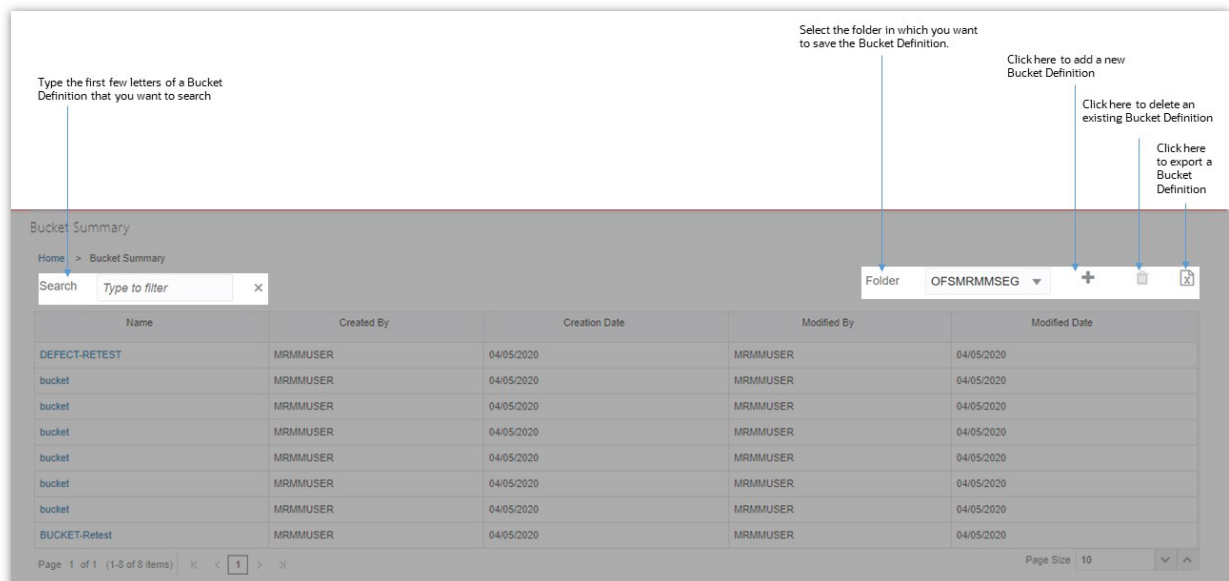 Select the folder in which you want
to save the Bucket Definition.
Click here to add a new
Bucket Definition
Type the first few letters of a Bucket
Definition that you want to search
Click here to delete an
existing Bucket Definition
Click here
to export a
Bucket
Definition
Bucket Summary
Home > Bucket Summary
Search Type to filter × Folder OFSMRMMSEG
Name Created By Creation Date Modified By Modified Date
DEFECT-RETEST MRMMUSER 04/05/2020 MRMMUSER 04/05/2020
bucket MRMMUSER 04/05/2020 MRMMUSER 04/05/2020
bucket MRMMUSER 04/05/2020 MRMMUSER 04/05/2020
bucket MRMMUSER 04/05/2020 MRMMUSER 04/05/2020
bucket MRMMUSER 04/05/2020 MRMMUSER 04/05/2020
bucket MRMMUSER 04/05/2020 MRMMUSER 04/05/2020
bucket MRMMUSER 04/05/2020 MRMMUSER 04/05/2020
BUCKET-Retest MRMMUSER 04/05/2020 MRMMUSER 04/05/2020
Page 1 of 1 (1-8 of 8 items) 1 Page Size 10